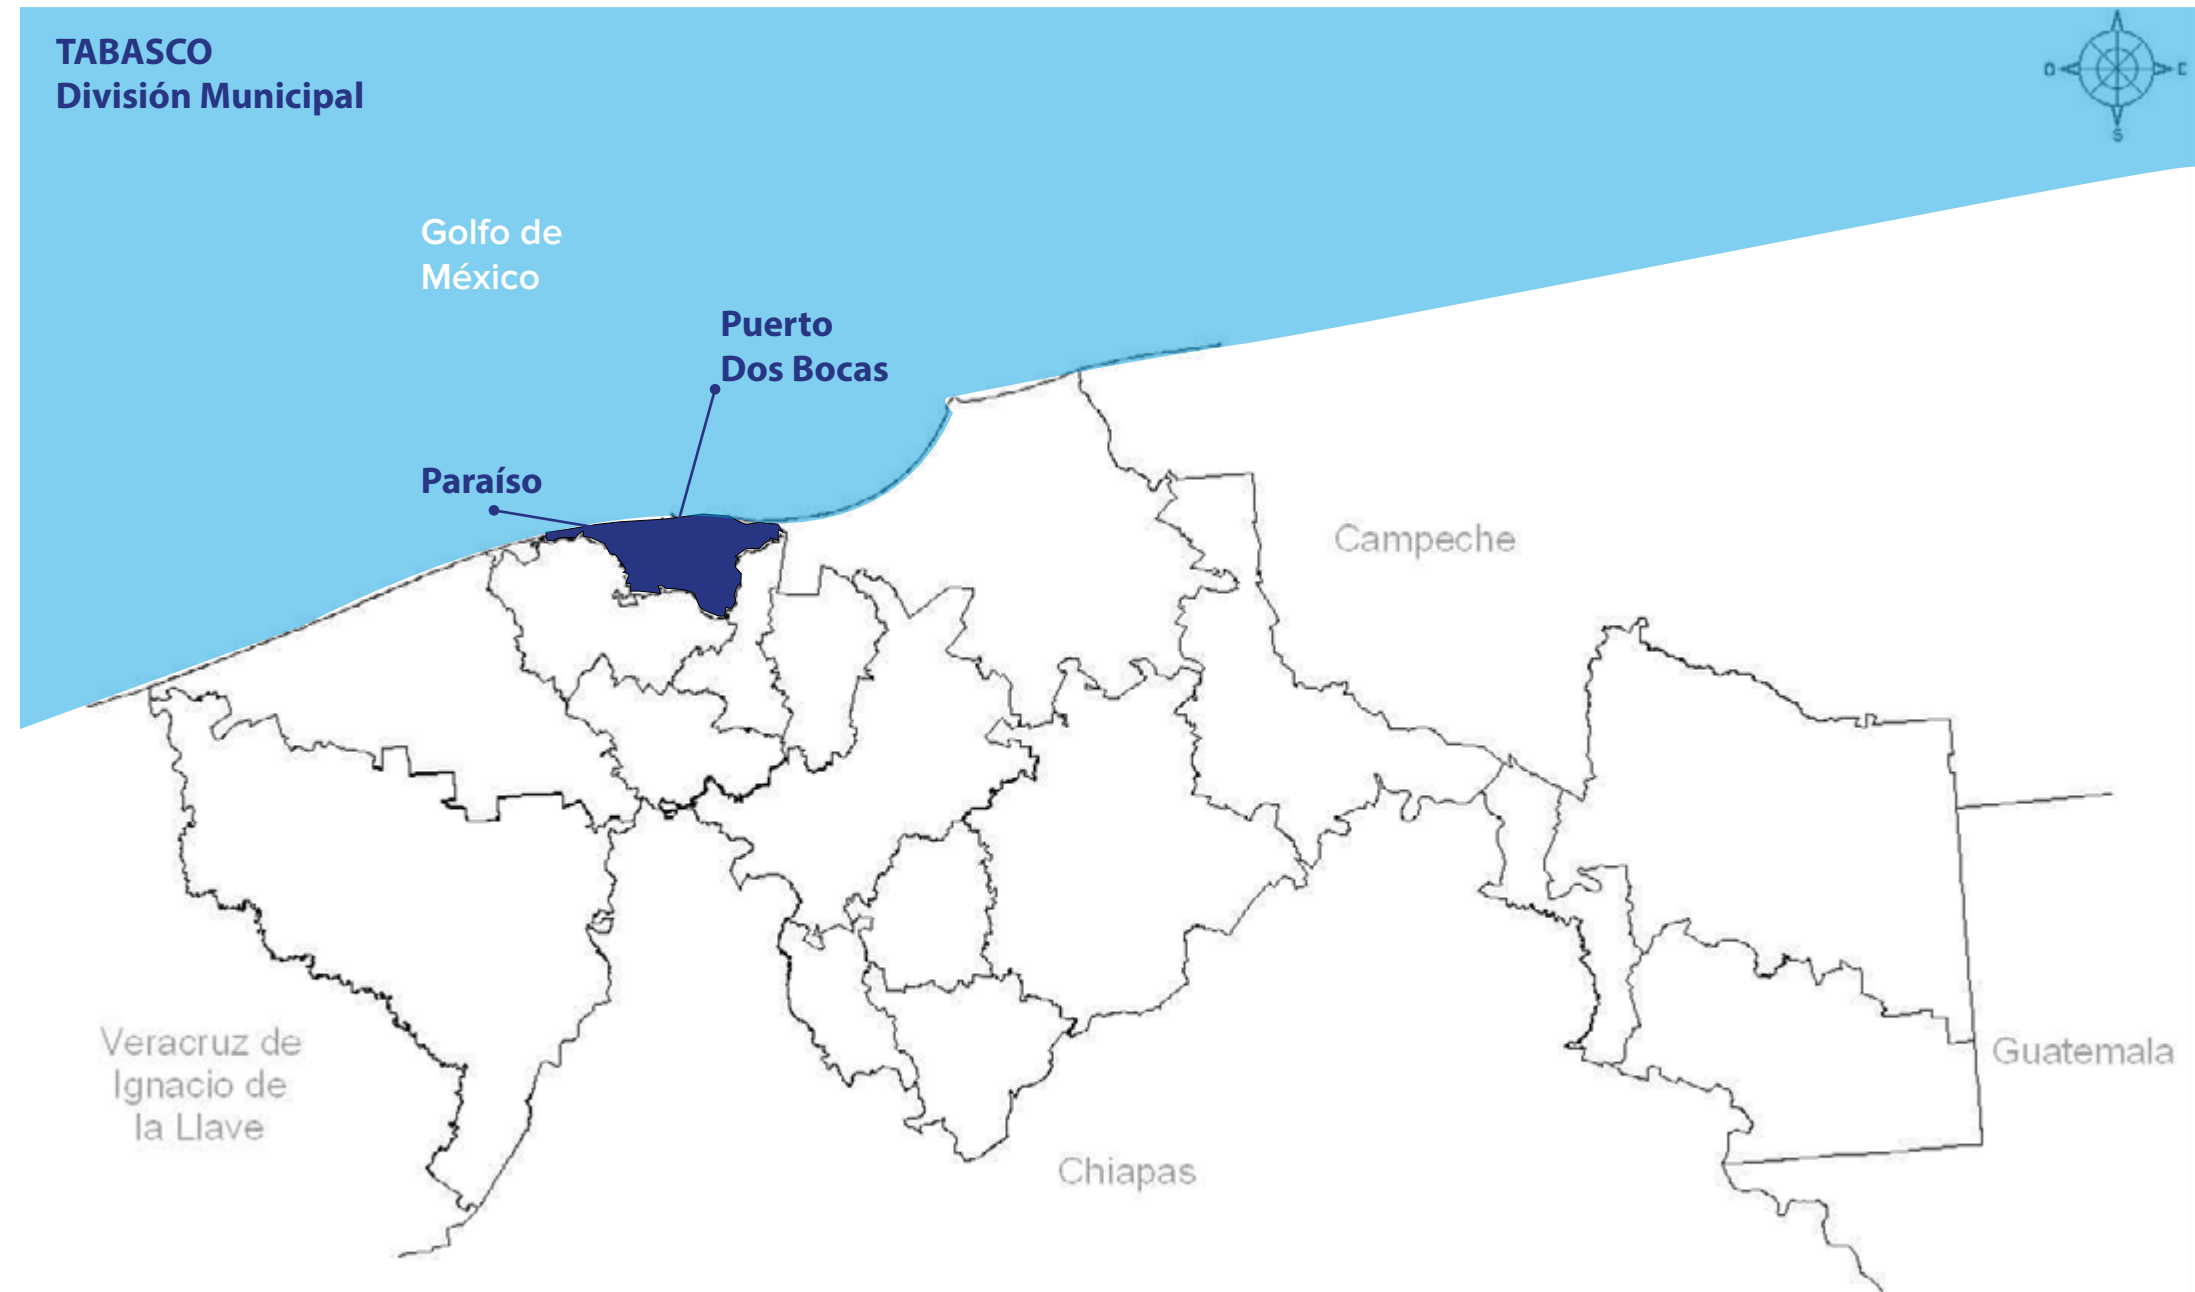 TABASCO
División Municipal
O
E
S
Golfo de
México
Puerto
Dos Bocas
Paraíso
Campeche
Veracruz de
Ignacio de
la Llave
Guatemala
Chiapas